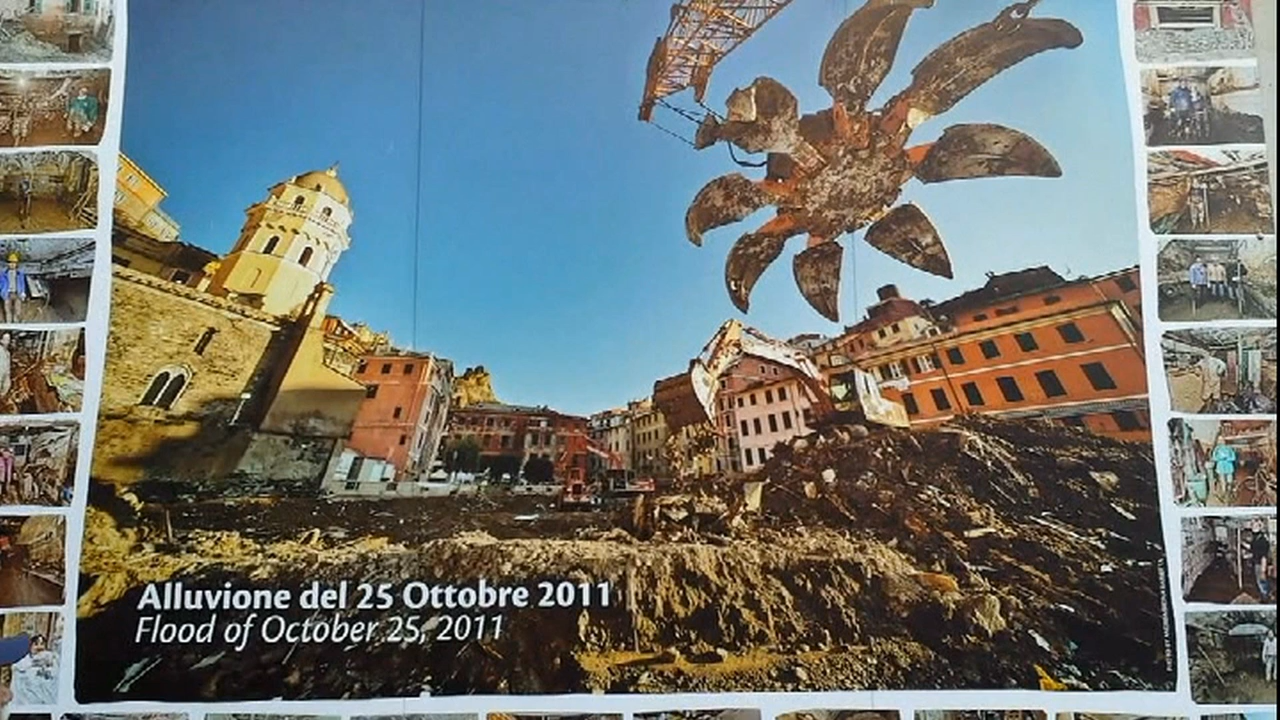 Alluvione del 25 Ottobre 2011
Flood of October 25, 2011